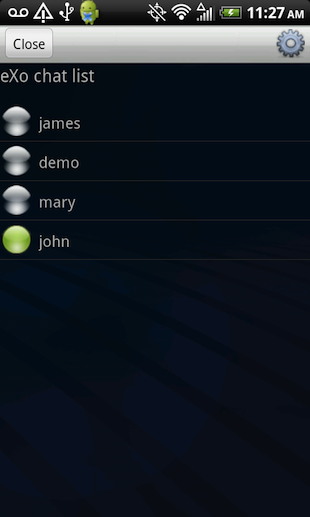 11:27 AM
Close
eXo chat list
james
demo
mary
john